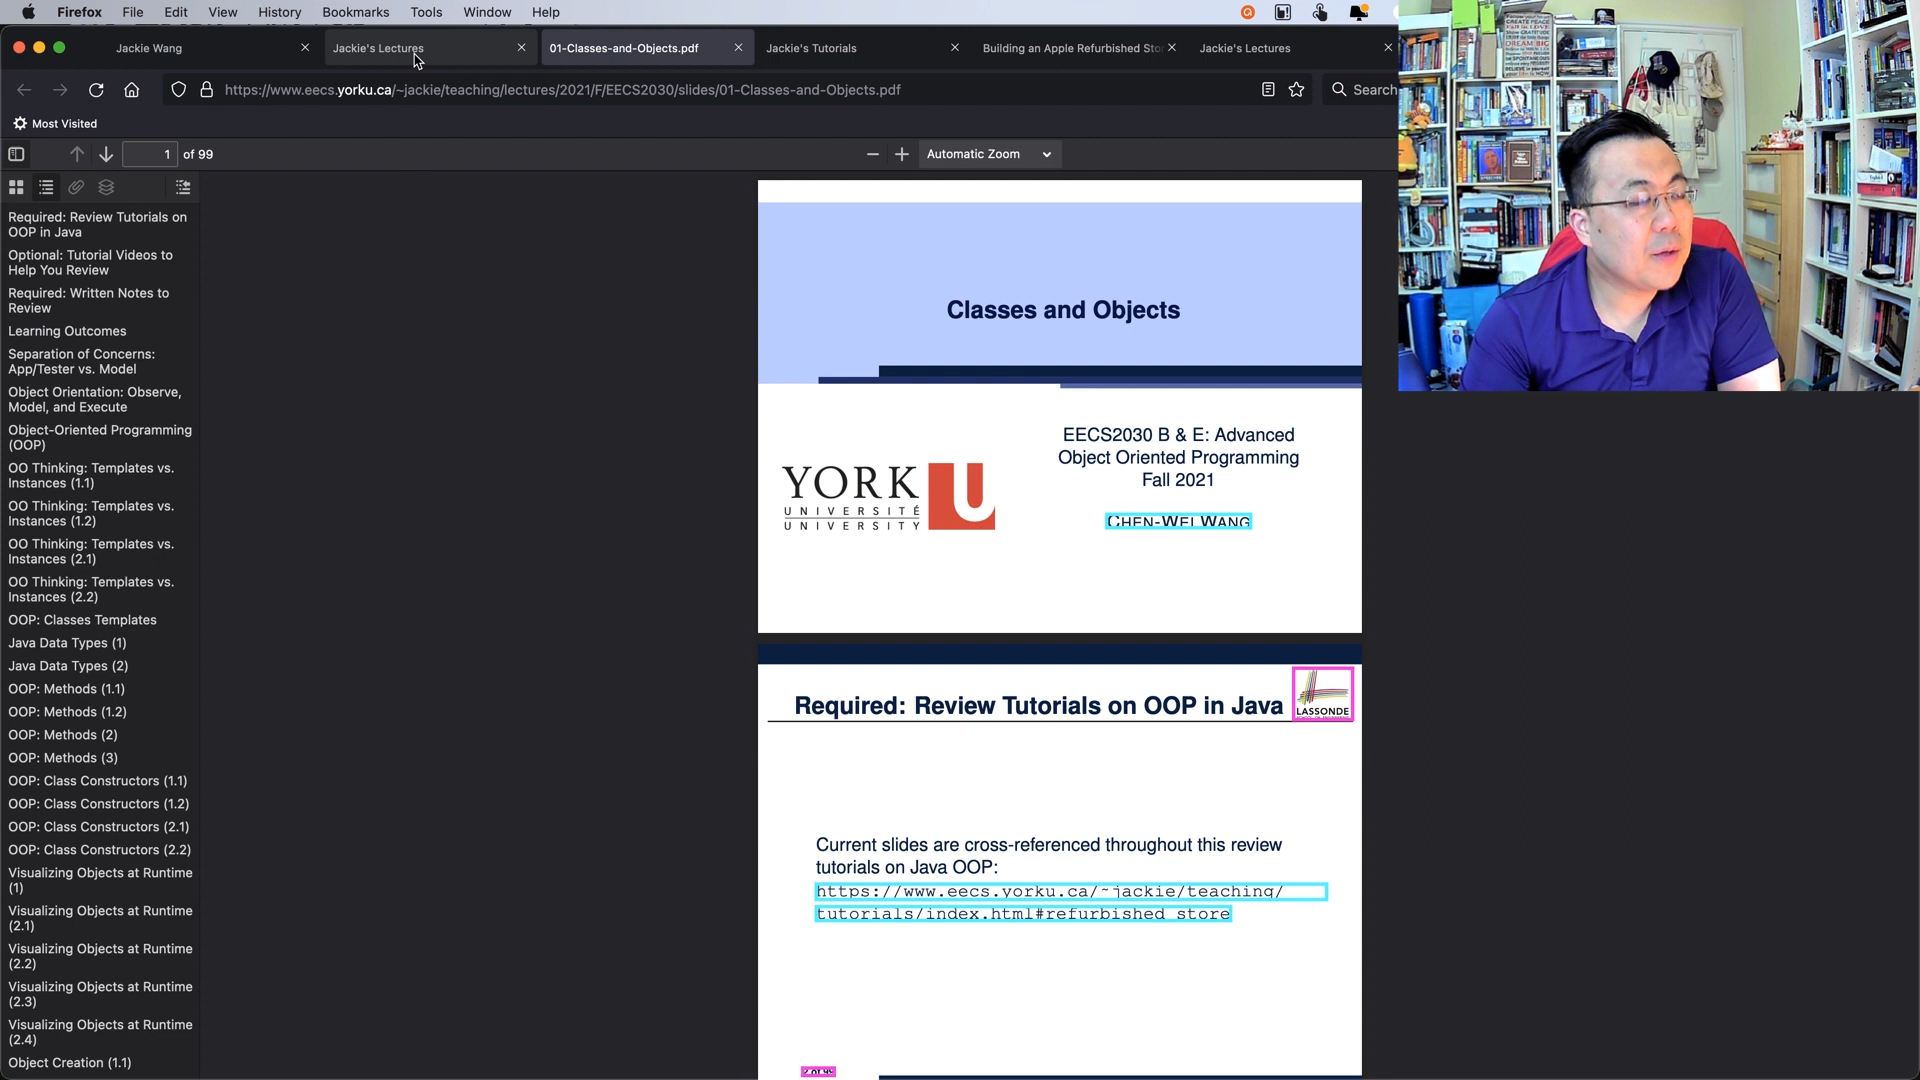 Firefox File Edit View History Bookmarks Tools Window Help
Jackie Wang
Jackie's Lectures
01-Classes-and-Objects.pdf
Jackie's Tutorials
Building an Apple Refurbished Sto
Jackie's Lectures
https://www.eecs.yorku.ca/~jackie/teaching/lectures/2021/F/EECS2030/slides/01-Classes-and-Objects.pdf
Search
Most Visited
1 of 99
Automatic Zoom
Required: Review Tutorials on
OOP in Java
Optional: Tutorial Videos to
Help You Review
Required: Written Notes to
Review
Learning Outcomes
Separation of Concerns:
App/Tester vs. Model
Object Orientation: Observe,
Model, and Execute
Object-Oriented Programming
(OOP)
OO Thinking: Templates vs.
Instances (1.1)
OO Thinking: Templates vs.
Instances (1.2)
OO Thinking: Templates vs.
Instances (2.1)
OO Thinking: Templates vs.
Instances (2.2)
OOP: Classes Templates
Java Data Types (1)
Java Data Types (2)
OOP: Methods (1.1)
OOP: Methods (1.2)
OOP: Methods (2)
OOP: Methods (3)
OOP: Class Constructors (1.1)
OOP: Class Constructors (1.2)
OOP: Class Constructors (2.1)
OOP: Class Constructors (2.2)
Visualizing Objects at Runtime
(1)
Visualizing Objects at Runtime
(2.1)
Visualizing Objects at Runtime
(2.2)
Visualizing Objects at Runtime
(2.3)
Visualizing Objects at Runtime
(2.4)
Object Creation (1.1)
Classes and Objects
YORK U
UNIVERSITÉ
UNIVERSITY
EECS2030 B & E: Advanced
Object Oriented Programming
Fall 2021
CHEN-WEI WANG
Required: Review Tutorials on OOP in Java
LASSONDE
Current slides are cross-referenced throughout this review
tutorials on Java OOP:
https://www.eecs.yorku.ca/~jackie/teaching/
tutorials/index.html#refurbished_store
2 of 99